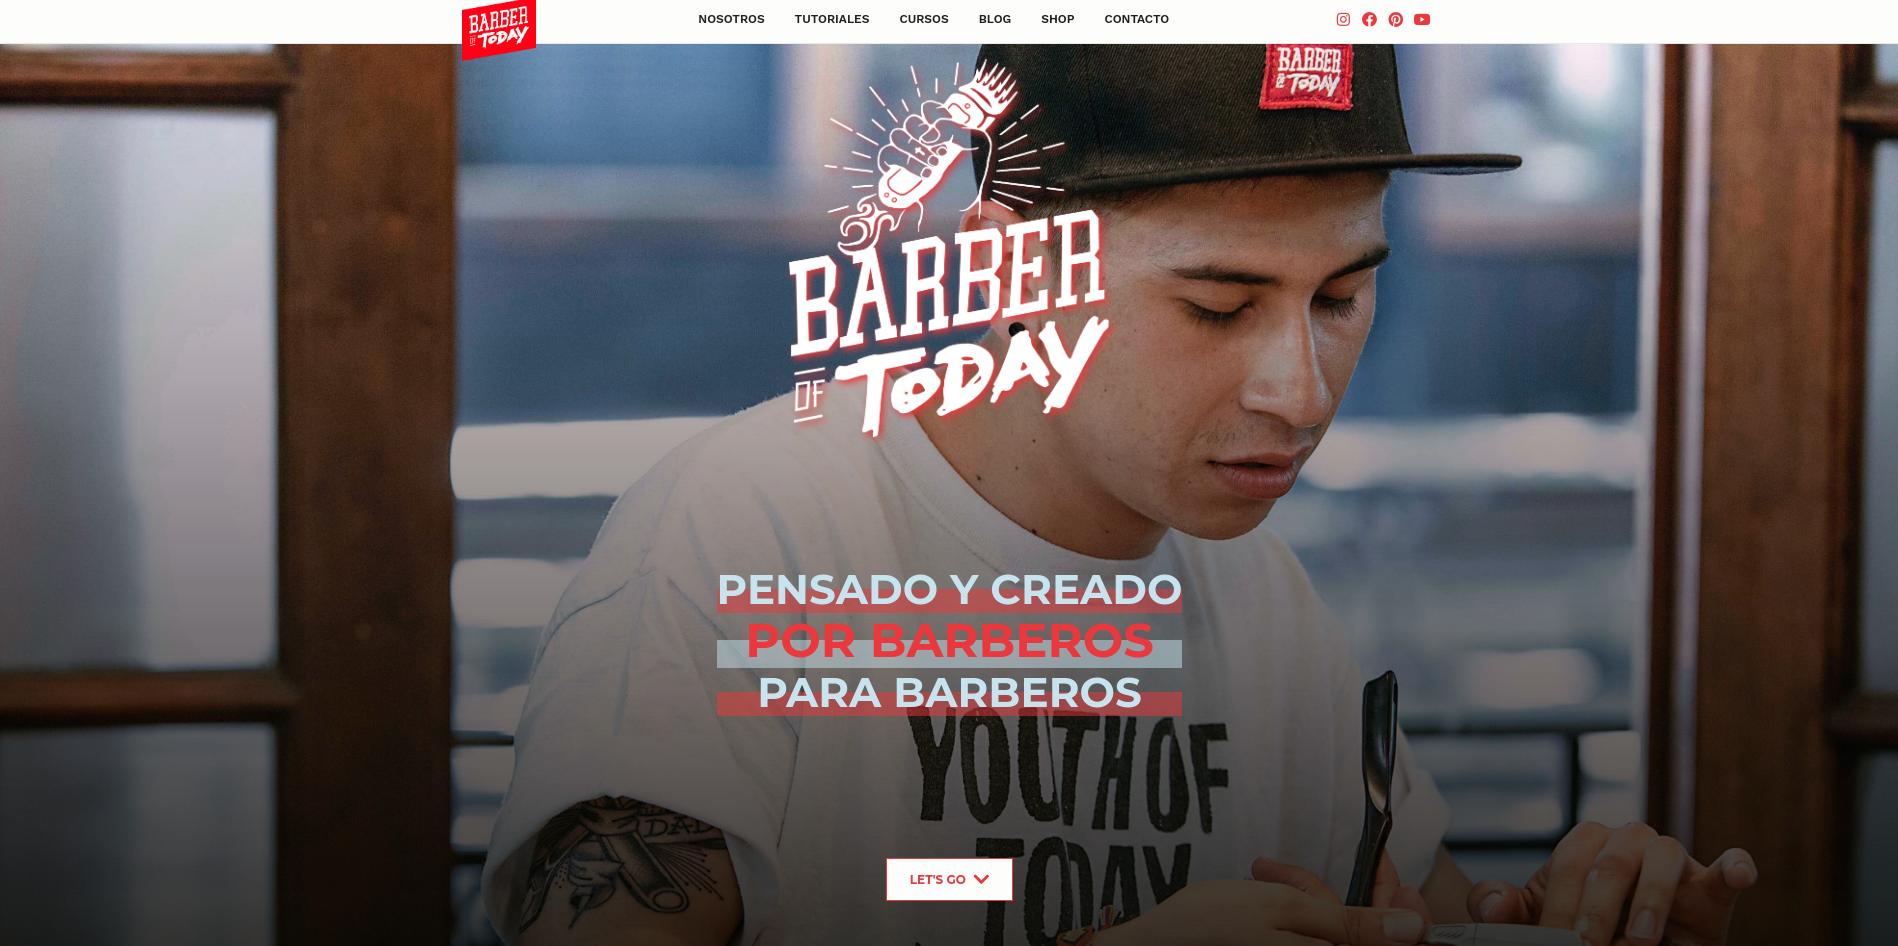 BARBER
OF TODAY
NOSOTROS TUTORIALES CURSOS BLOG SHOP CONTACTO
BARBER
OF TODAY
BARBER
OF TODAY
PENSADO Y CREADO
POR BARBEROS
PARA BARBEROS
YOUTH OF
TODAY
DAD
LET'S GO